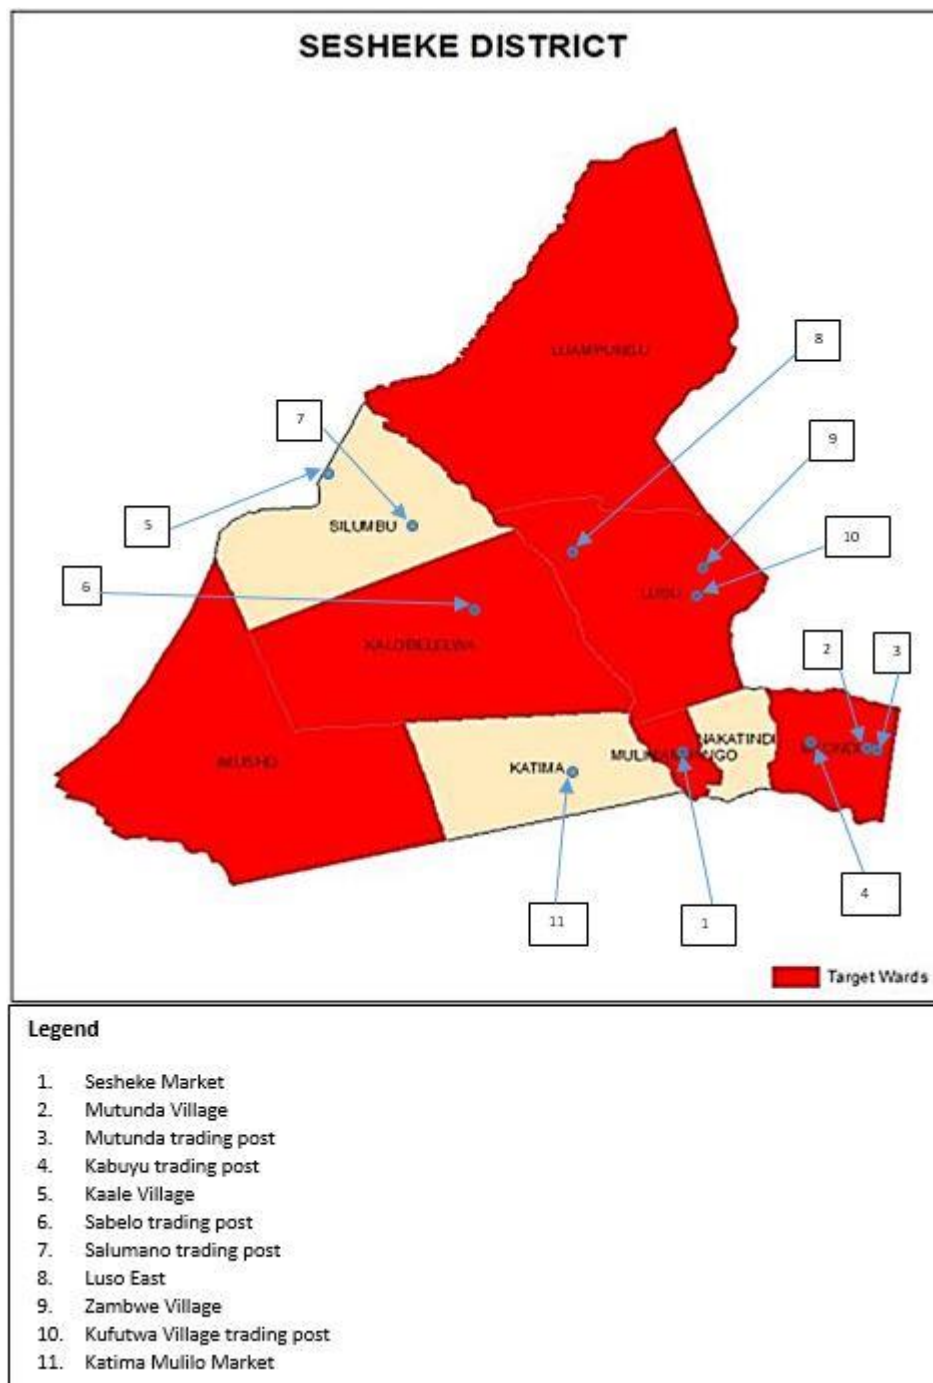 SESHEKE DISTRICT
LUAMPUNGU
8
7
9
5
SILUMBU
10
6
LUSU
KALOBELELWA
2
3
NAKATINDI
IMUSHO
KATIMA
4
11
1
Target Wards
Legend
1. Sesheke Market
2. Mutunda Village
3. Mutunda trading post
4. Kabuyu trading post
5. Kaale Village
6. Sabelo trading post
7. Salumano trading post
8. Luso East
9. Zambwe Village
10. Kufutwa Village trading post
11. Katima Mulilo Market